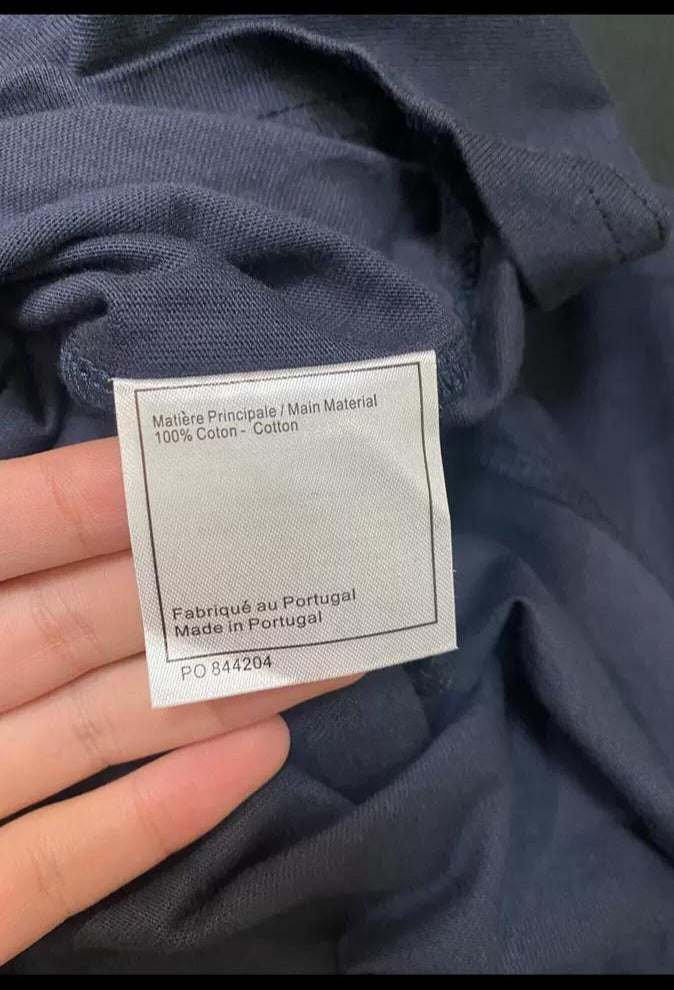 Matière Principale / Main Material
100% Coton - Cotton
Fabriqué au Portugal
Made in Portugal
PO 844204